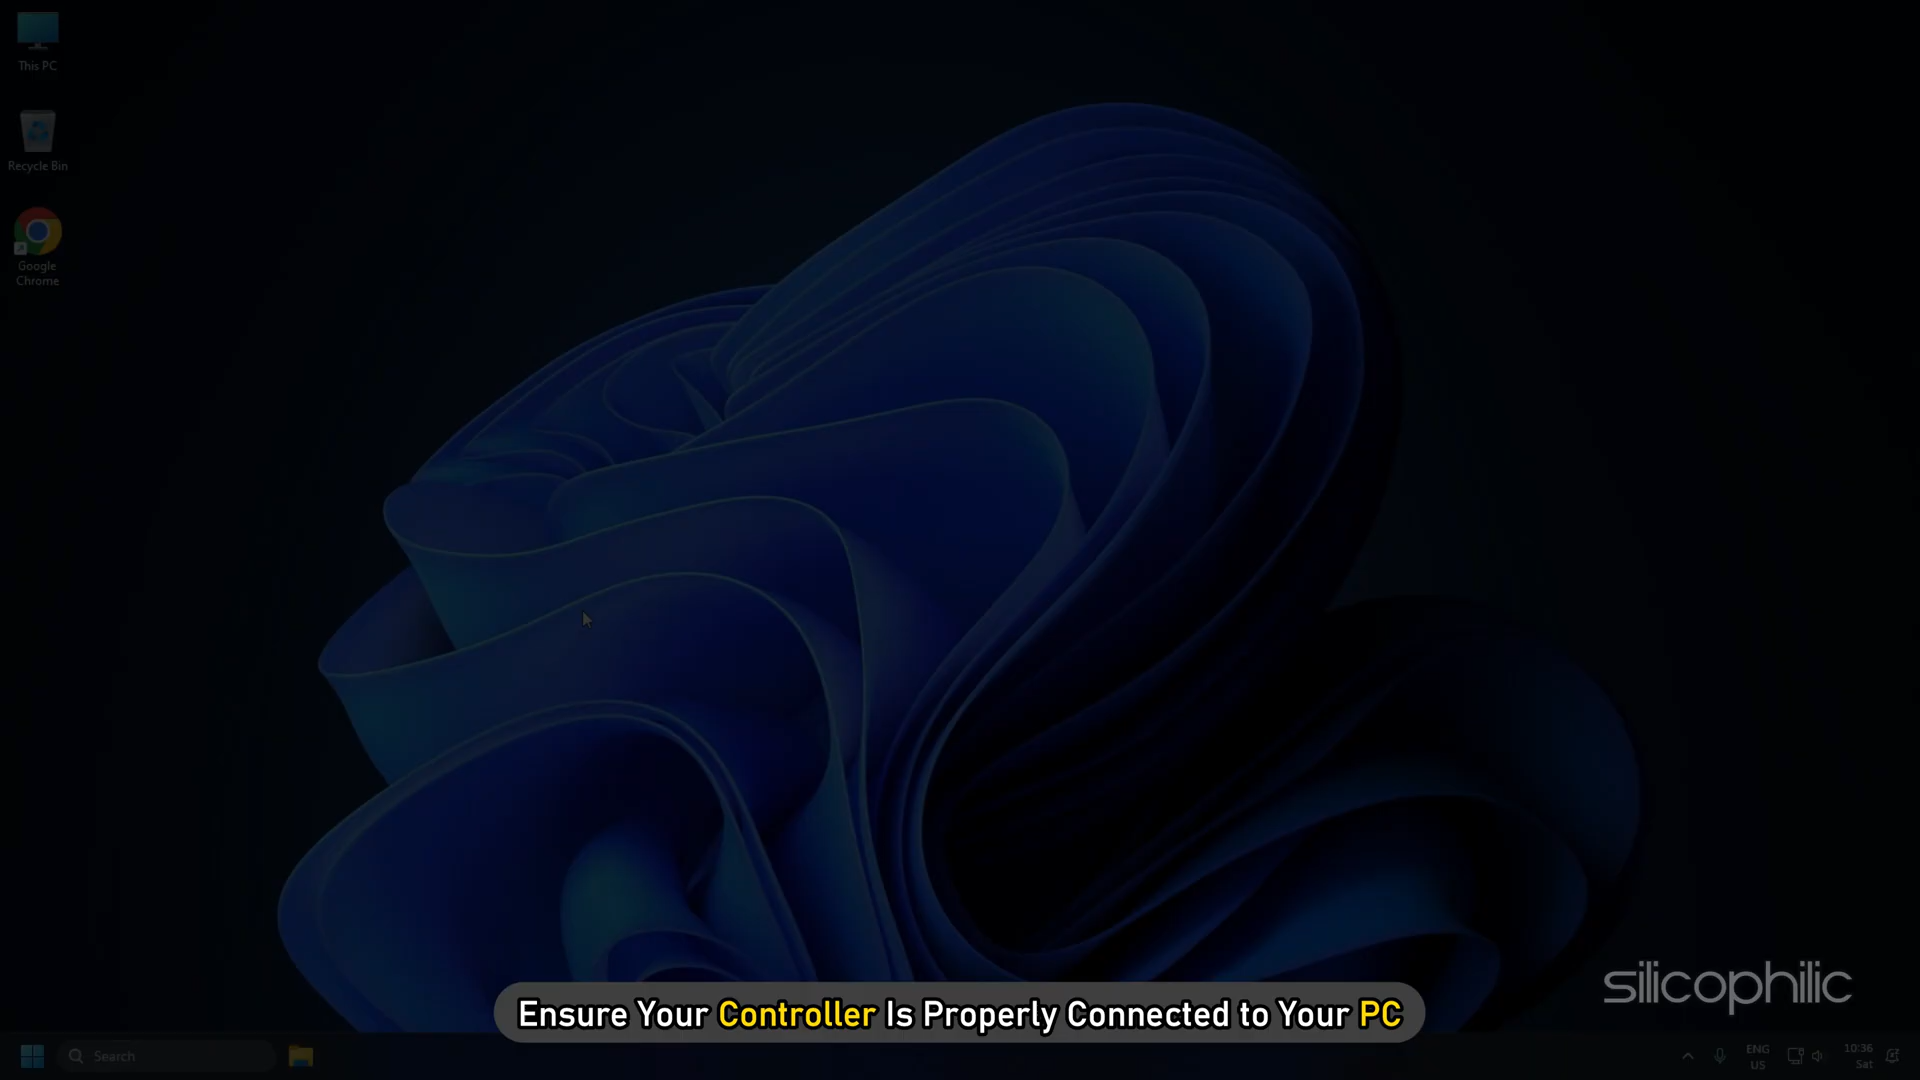 This PC
Recycle Bin
Google
Chrome
silicophilic
Ensure Your Controller Is Properly Connected to Your PC
Search
ENG
US
10:36
Sat